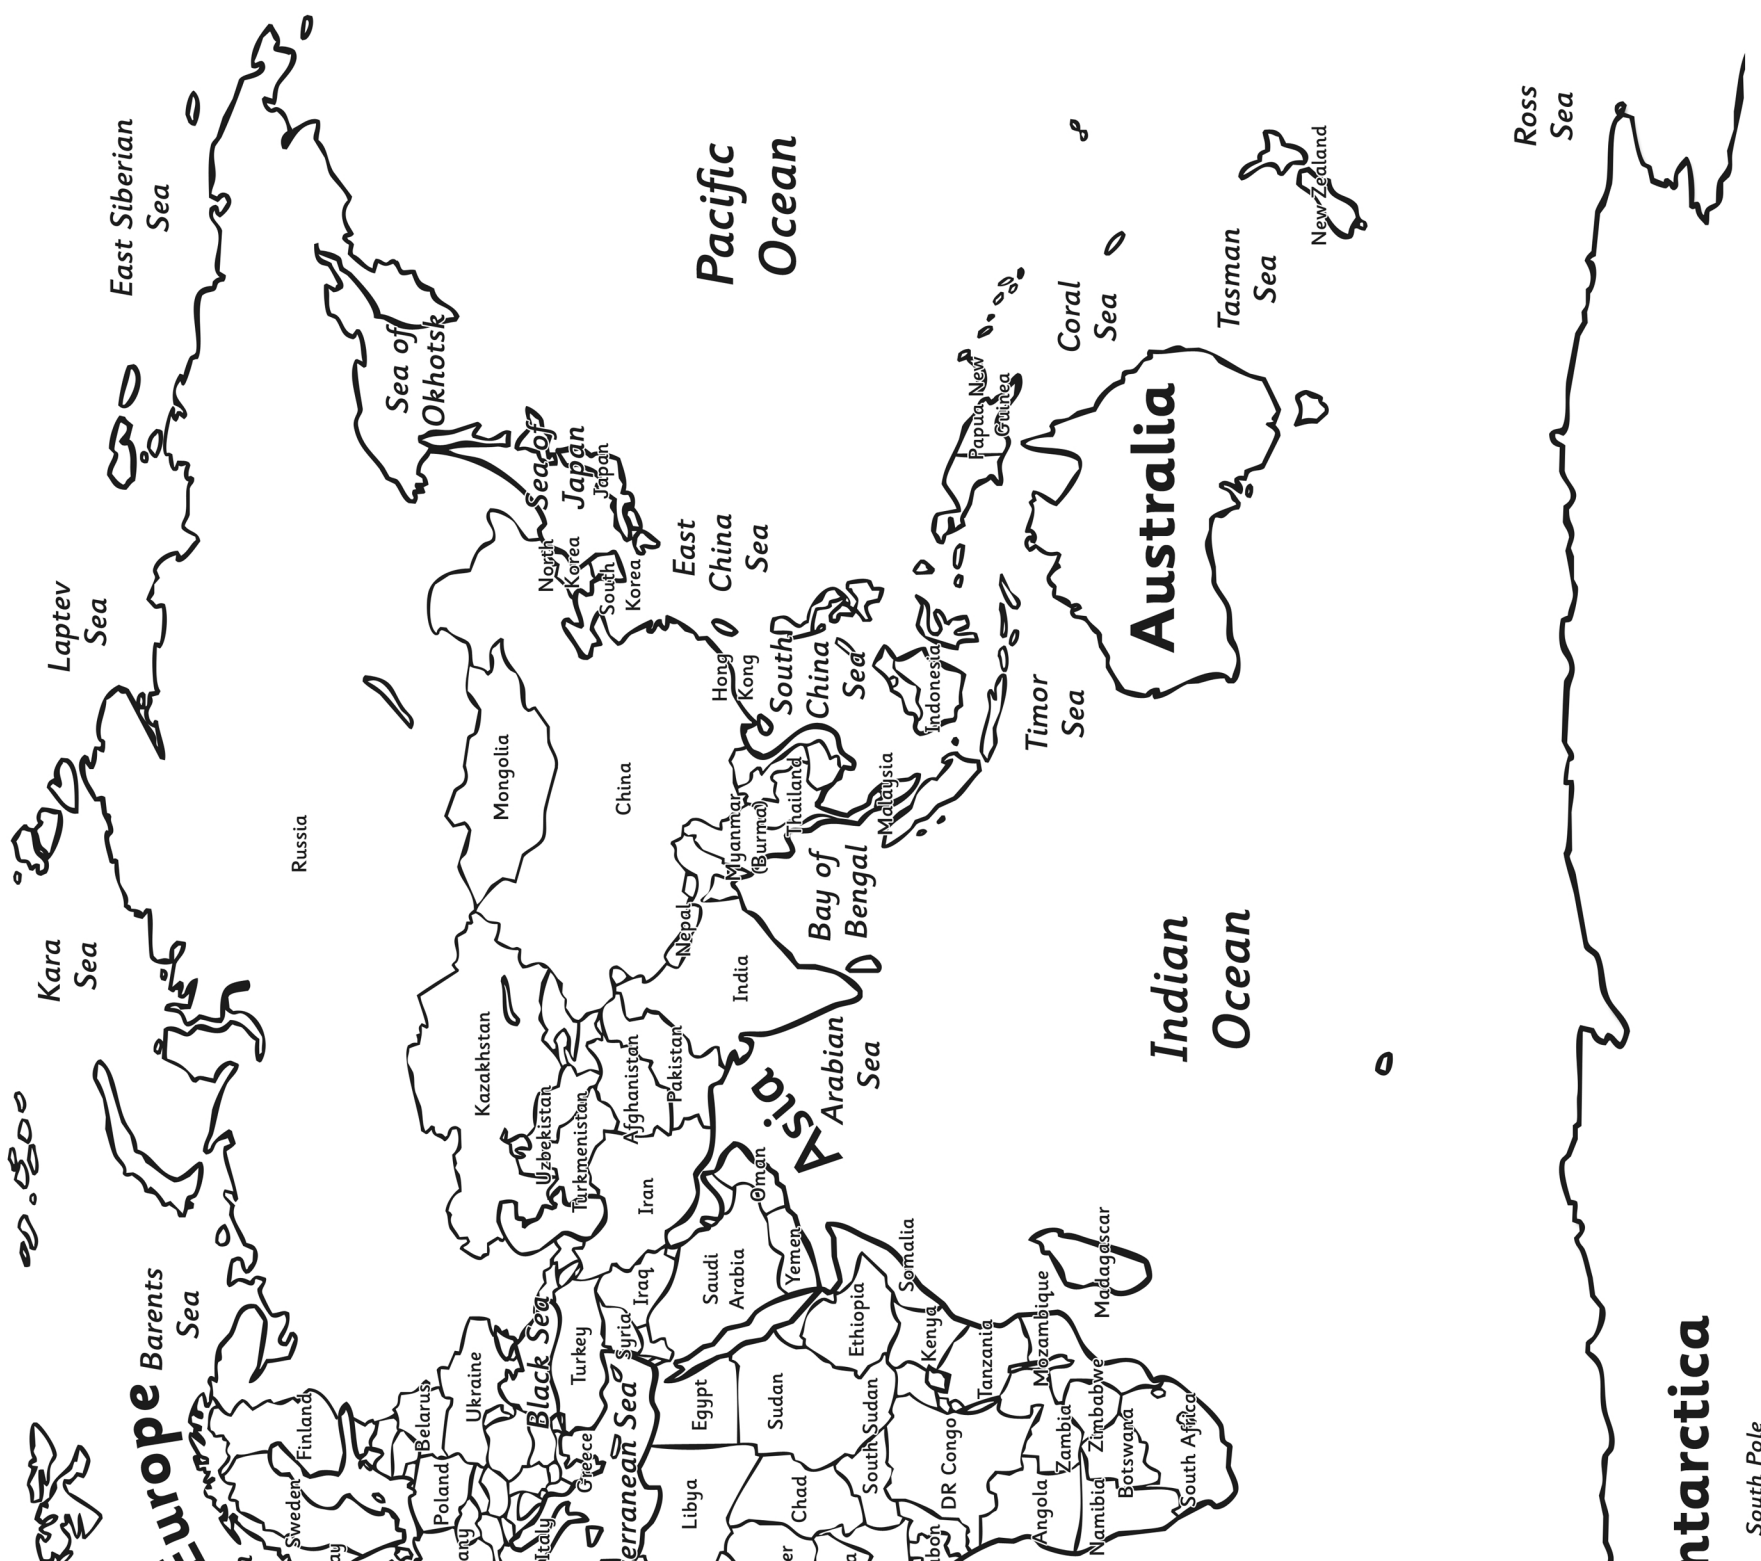 East Siberian
Sea
Laptev
Sea
Kara
Sea
Barents
Sea
Europe
Russia
Finland
Sweden
Sea of
Okhotsk
Sea of
Japan
Japan
North
Korea
South
Korea
Mongolia
China
Kazakhstan
Uzbekistan
Turkmenistan
Afghanistan
Pakistan
Iran
Iraq
Syria
Turkey
Black Sea
Ukraine
Belarus
Poland
Greece
Italy
erranean Sea
East
China
Sea
Hong
Kong
South
China
Sea
Nepal
India
Myanmar
(Burma)
Thailand
Malaysia
Indonesia
Bay of
Bengal
Arabian
Sea
Asia
Oman
Yemen
Saudi
Arabia
Egypt
Libya
Sudan
Chad
South Sudan
Ethiopia
Somalia
Kenya
DR Congo
Tanzania
Angola
Zambia
Mozambique
Madagascar
Zimbabwe
Namibia
Botswana
South Africa
Pacific
Ocean
Papua New
Guinea
Coral
Sea
Timor
Sea
Australia
Tasman
Sea
New Zealand
Indian
Ocean
Ross
Sea
ntarctica
South Pole